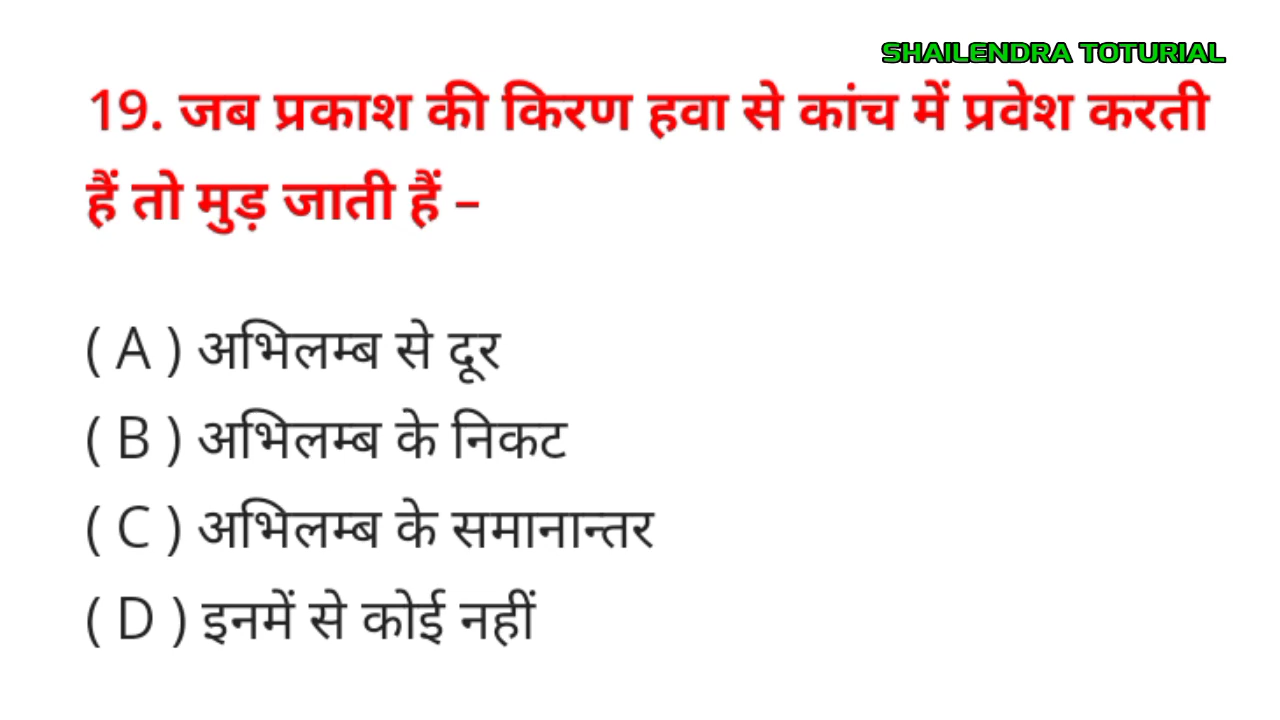 SHAILENDRA TOTURIAL
19. जब प्रकाश की किरण हवा से कांच में प्रवेश करती
हैं तो मुड़ जाती हैं –
( A ) अभिलम्ब से दूर
( B ) अभिलम्ब के निकट
( C ) अभिलम्ब के समानान्तर
( D ) इनमें से कोई नहीं